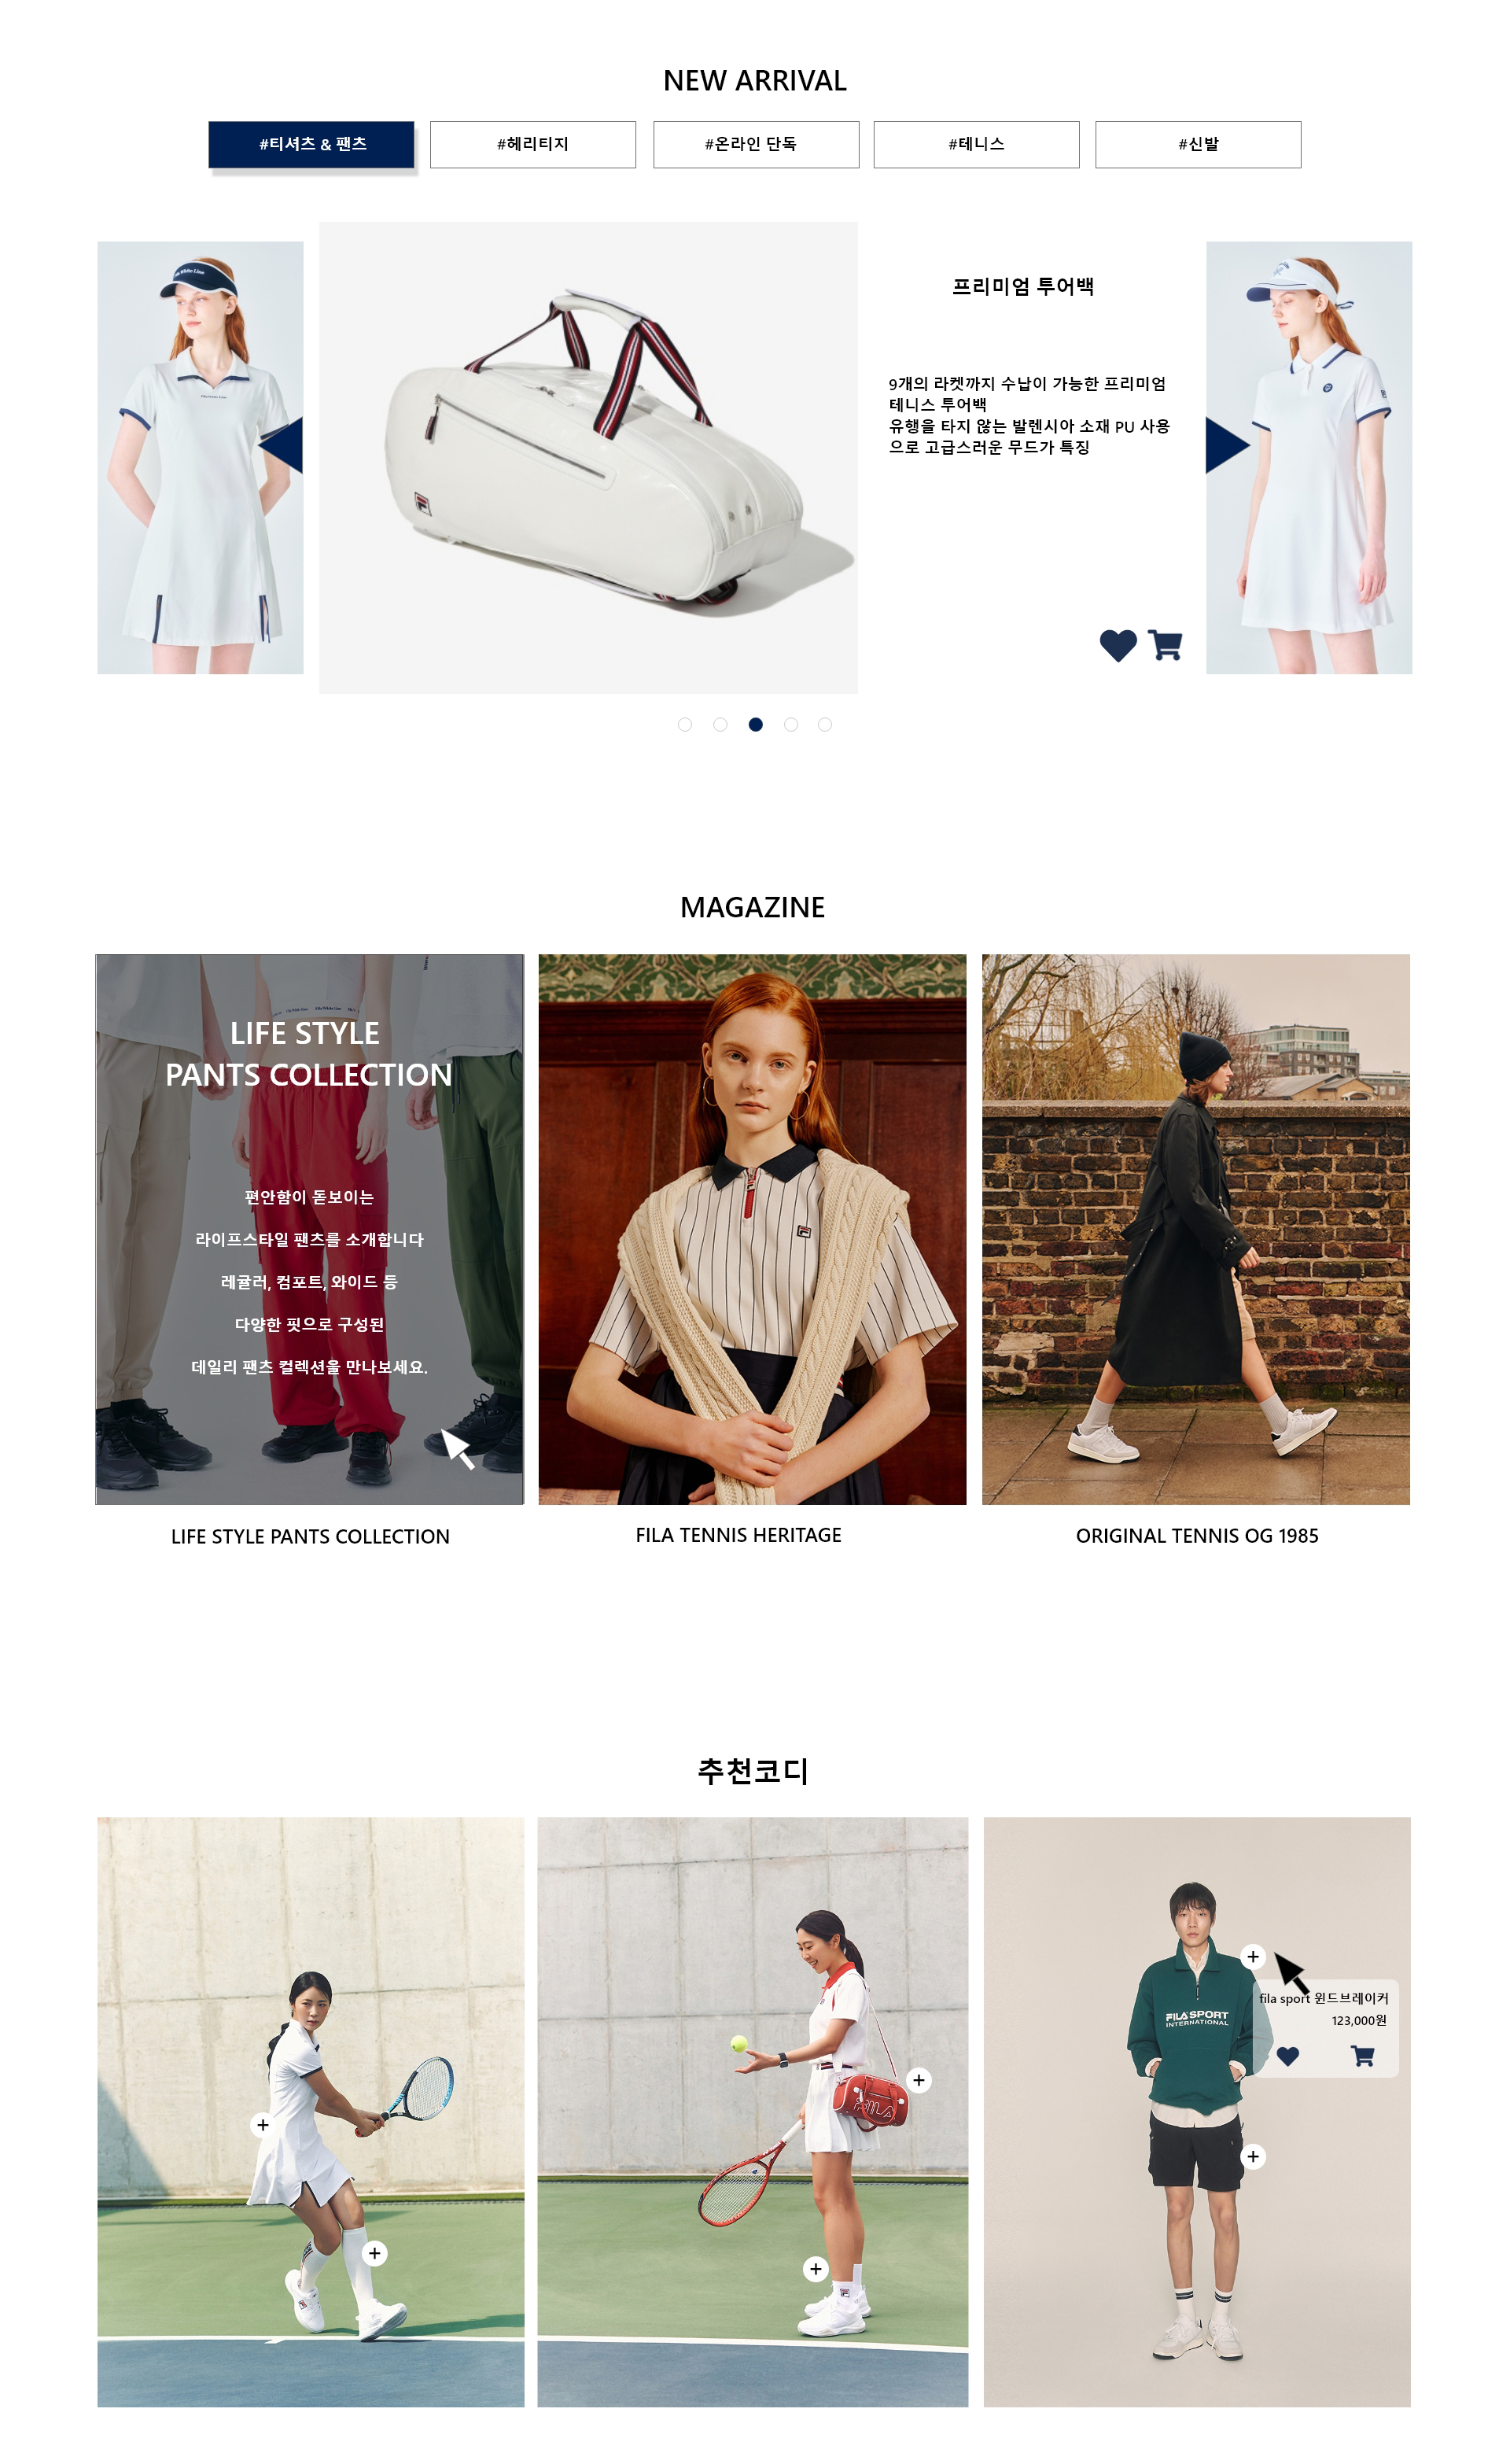 NEW ARRIVAL
#티셔츠 & 팬츠
#헤리티지
#온라인 단독
#테니스
#신발
Fila White Line
프리미엄 투어백
9개의 라켓까지 수납이 가능한 프리미엄
테니스 투어백
유행을 타지 않는 발렌시아 소재 PU 사용
으로 고급스러운 무드가 특징
MAGAZINE
LIFE STYLE
PANTS COLLECTION
편안함이 돋보이는
라이프스타일 팬츠를 소개합니다
레귤러, 컴포트, 와이드 등
다양한 핏으로 구성된
데일리 팬츠 컬렉션을 만나보세요.
LIFE STYLE PANTS COLLECTION
FILA TENNIS HERITAGE
ORIGINAL TENNIS OG 1985
추천코디
FILA SPORT
INTERNATIONAL
fila sport 윈드브레이커
123,000원
FILA